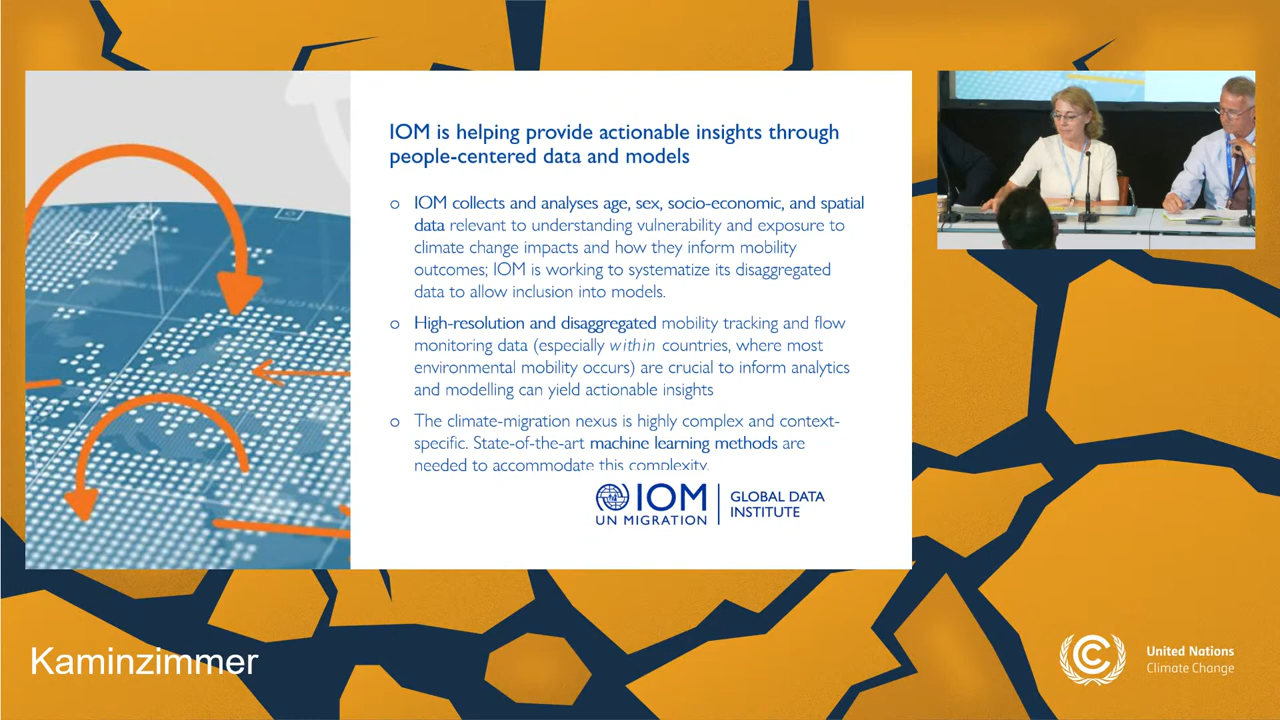 IOM is helping provide actionable insights through
people-centered data and models
o IOM collects and analyses age, sex, socio-economic, and spatial
data relevant to understanding vulnerability and exposure to
climate change impacts and how they inform mobility
outcomes; IOM is working to systematize its disaggregated
data to allow inclusion into models.
o High-resolution and disaggregated mobility tracking and flow
monitoring data (especially within countries, where most
environmental mobility occurs) are crucial to inform analytics
and modelling can yield actionable insights
o The climate-migration nexus is highly complex and context-
specific. State-of-the-art machine learning methods are
needed to accommodate this complexity.
IOM
UN MIGRATION
GLOBAL DATA
INSTITUTE
Kaminzimmer
United Nations
Climate Change